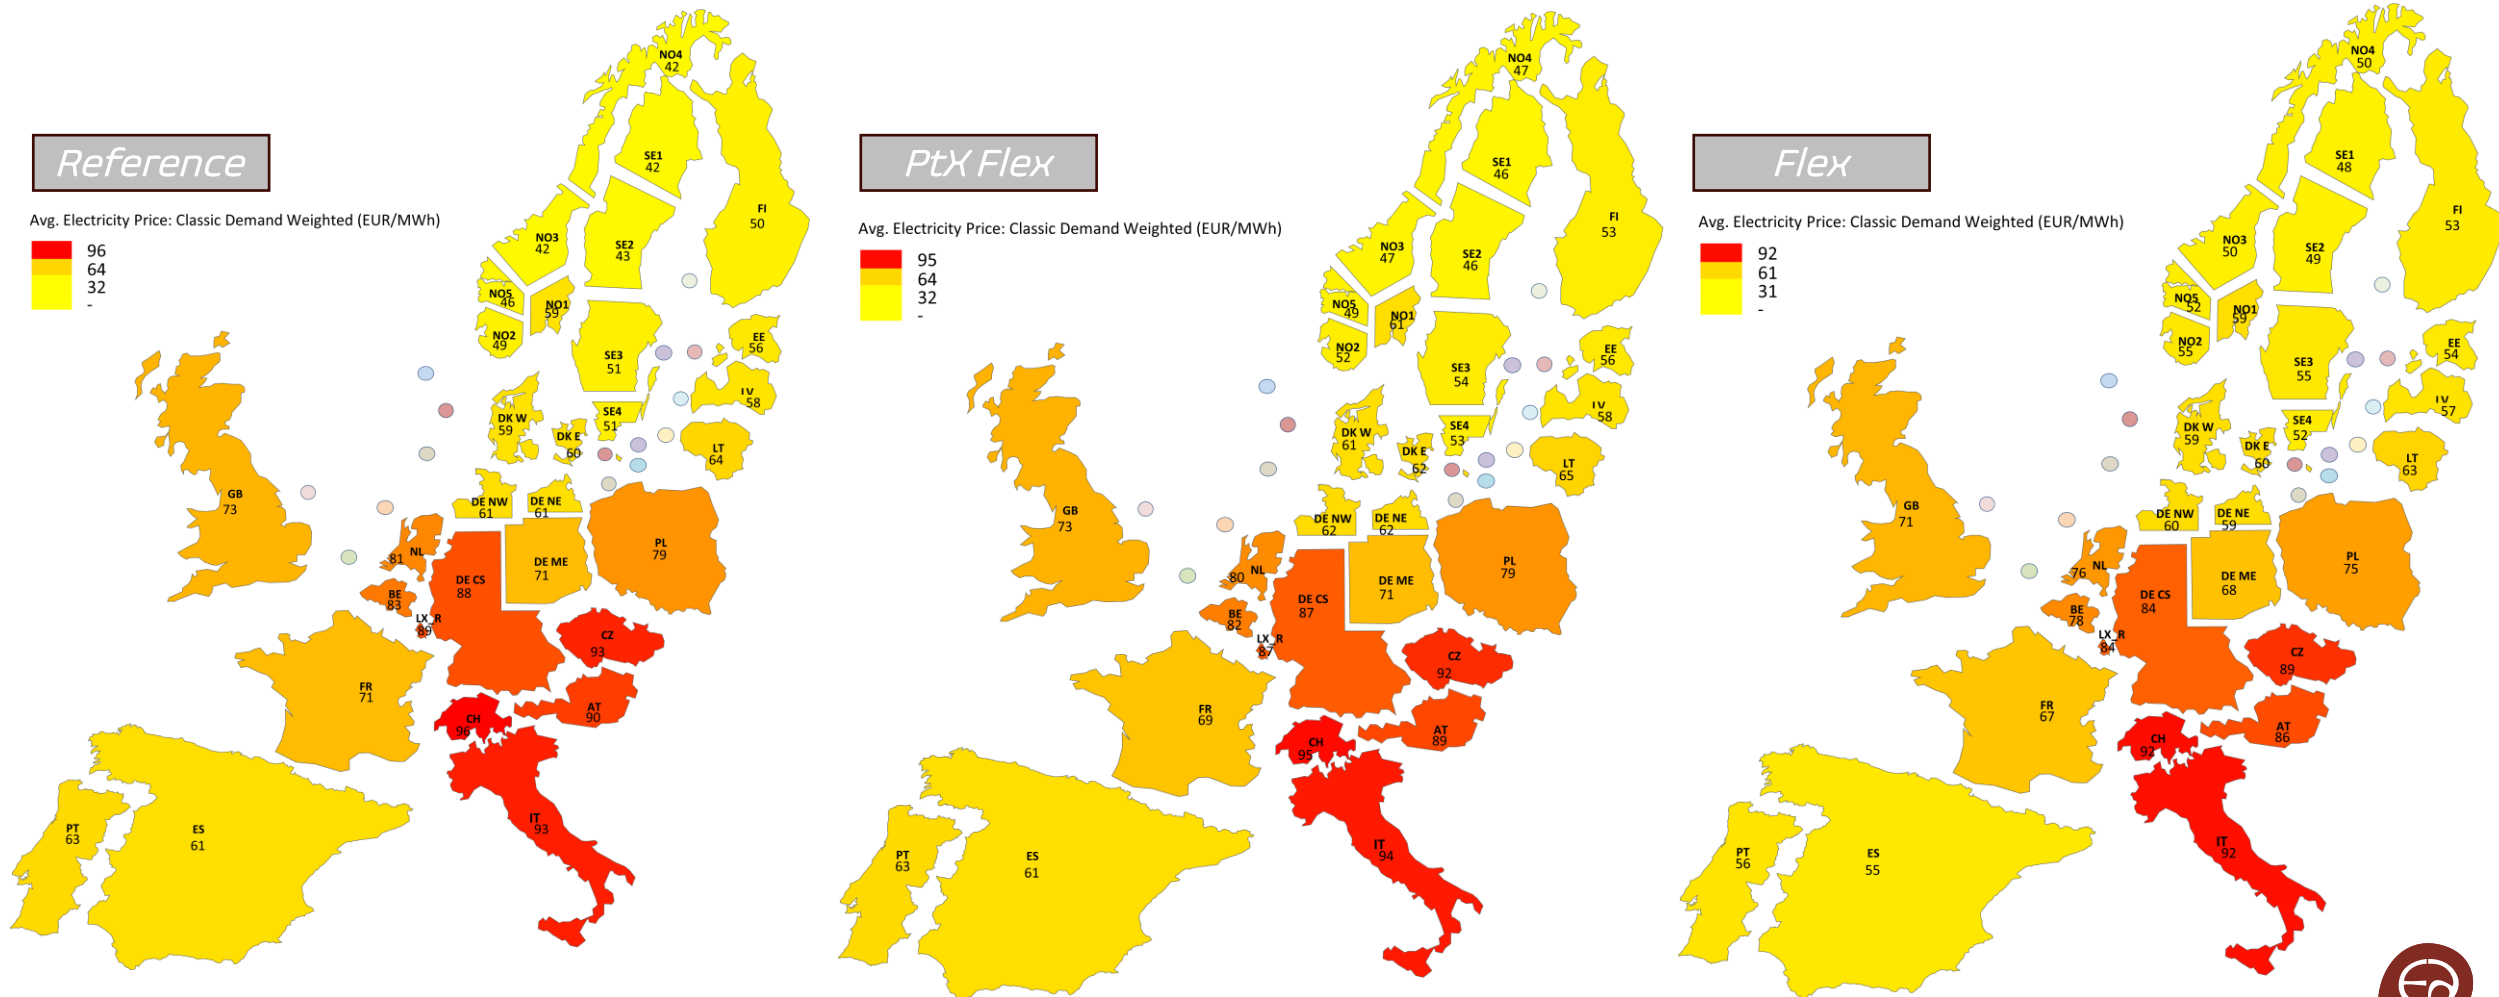 Reference
Avg. Electricity Price: Classic Demand Weighted (EUR/MWh)
96
64
32
-
NO4
42
SE1
42
FI
50
NO3
42
SE2
43
NO5
46
NO1
59
NO2
49
SE3
51
EE
56
LV
58
DK W
59
DK E
60
SE4
51
LT
64
GB
73
DE NW
61
DE NE
61
NL
81
DE ME
71
PL
79
DE CS
88
BE
83
LX_R
89
CZ
93
FR
71
AT
90
CH
96
IT
93
PT
63
ES
61
PtX Flex
Avg. Electricity Price: Classic Demand Weighted (EUR/MWh)
95
64
32
-
NO4
47
SE1
46
FI
53
NO3
47
SE2
46
NO5
49
NO1
61
NO2
52
SE3
54
EE
56
LV
58
DK W
61
DK E
62
SE4
53
LT
65
GB
73
DE NW
62
DE NE
62
NL
80
DE ME
71
PL
79
DE CS
87
BE
82
LX_R
87
CZ
92
FR
69
AT
89
CH
95
IT
94
PT
63
ES
61
Flex
Avg. Electricity Price: Classic Demand Weighted (EUR/MWh)
92
61
31
-
NO4
50
SE1
48
FI
53
NO3
50
SE2
49
NO5
52
NO1
59
NO2
55
SE3
55
EE
54
LV
57
DK W
59
DK E
60
SE4
52
LT
63
GB
71
DE NW
60
DE NE
59
NL
76
DE ME
68
PL
75
DE CS
84
BE
78
LX_R
84
CZ
89
FR
67
AT
86
CH
92
IT
92
PT
56
ES
55